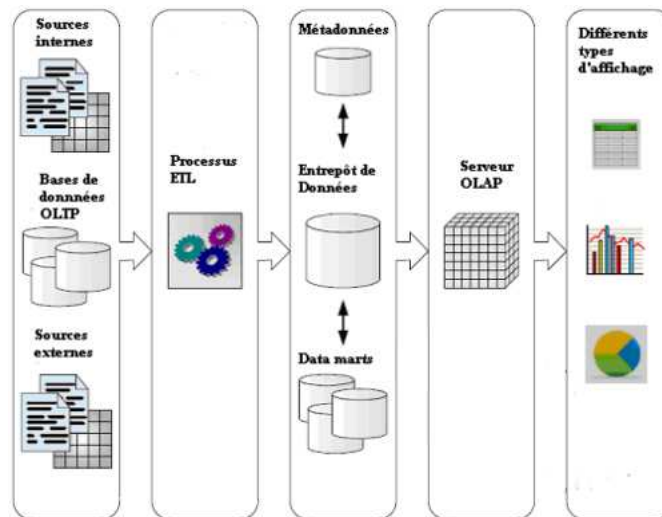 Sources
internes
Bases de
donnnées
OLTP
Sources
externes
Processus
ETL
Métadonnées
Entrepôt de
Données
Data marts
Serveur
OLAP
Différents
types
d'affichage